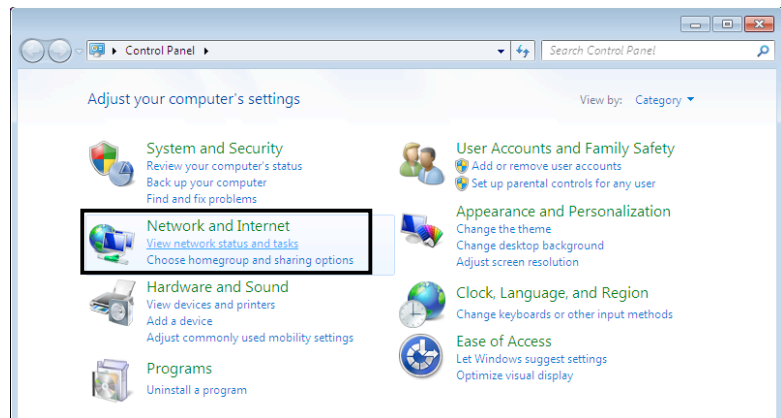 Control Panel
Search Control Panel
Adjust your computer's settings
View by: Category
System and Security
Review your computer's status
Back up your computer
Find and fix problems
Network and Internet
View network status and tasks
Choose homegroup and sharing options
Hardware and Sound
View devices and printers
Add a device
Adjust commonly used mobility settings
Programs
Uninstall a program
User Accounts and Family Safety
Add or remove user accounts
Set up parental controls for any user
Appearance and Personalization
Change the theme
Change desktop background
Adjust screen resolution
Clock, Language, and Region
Change keyboards or other input methods
Ease of Access
Let Windows suggest settings
Optimize visual display